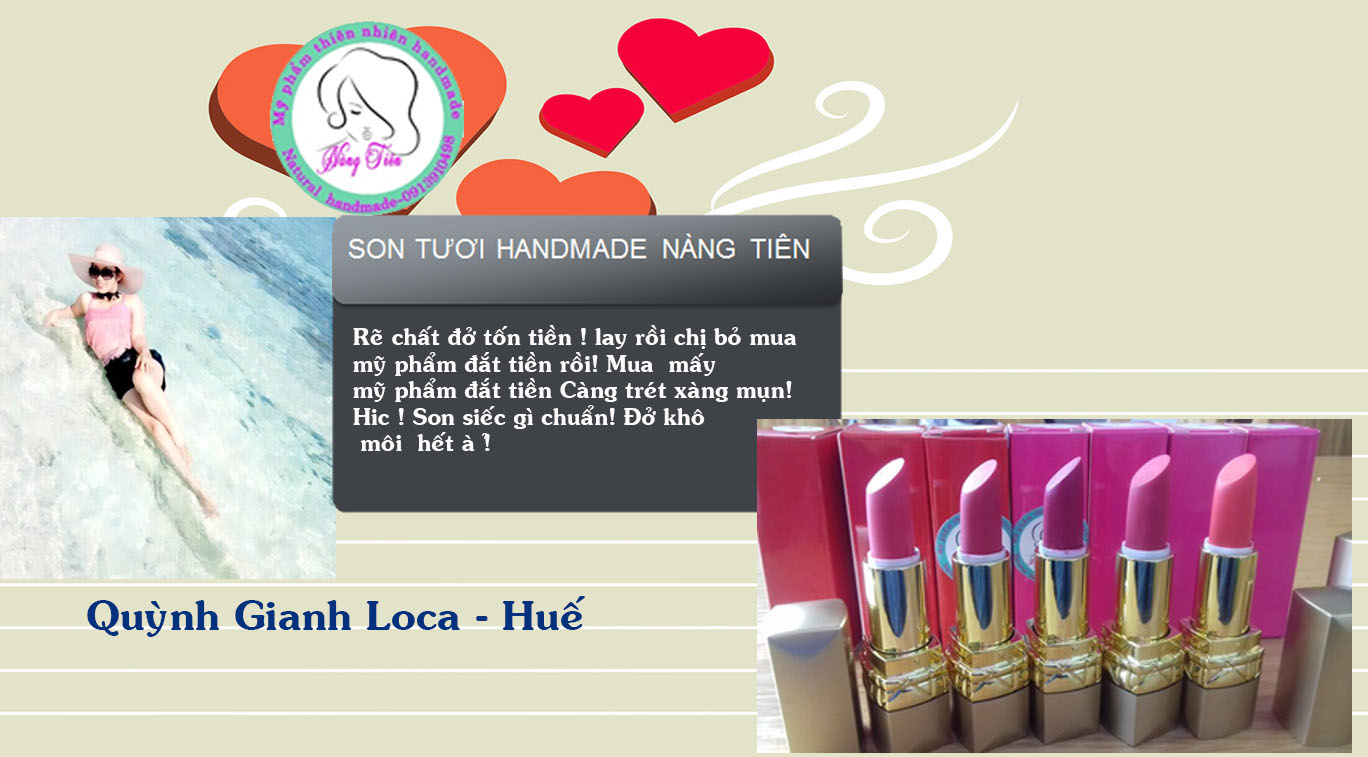 Mỹ phẩm thiên nhiên handmade
Nàng Tiên
Natural handmade-0913910498
SON TƯƠI HANDMADE NÀNG TIÊN
Rẽ chất đở tốn tiền ! lay rồi chị bỏ mua
mỹ phẩm đắt tiền rồi! Mua mấy
mỹ phẩm đắt tiền Càng trét xàng mụn!
Hic ! Son siếc gì chuẩn! Đở khô
môi hết à !
Quỳnh Gianh Loca - Huế